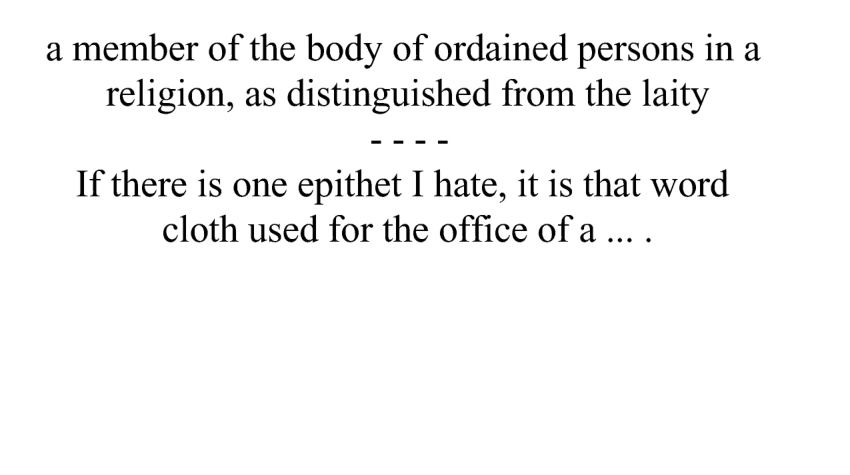 a member of the body of ordained persons in a
religion, as distinguished from the laity
- - - -
If there is one epithet I hate, it is that word
cloth used for the office of a ... .